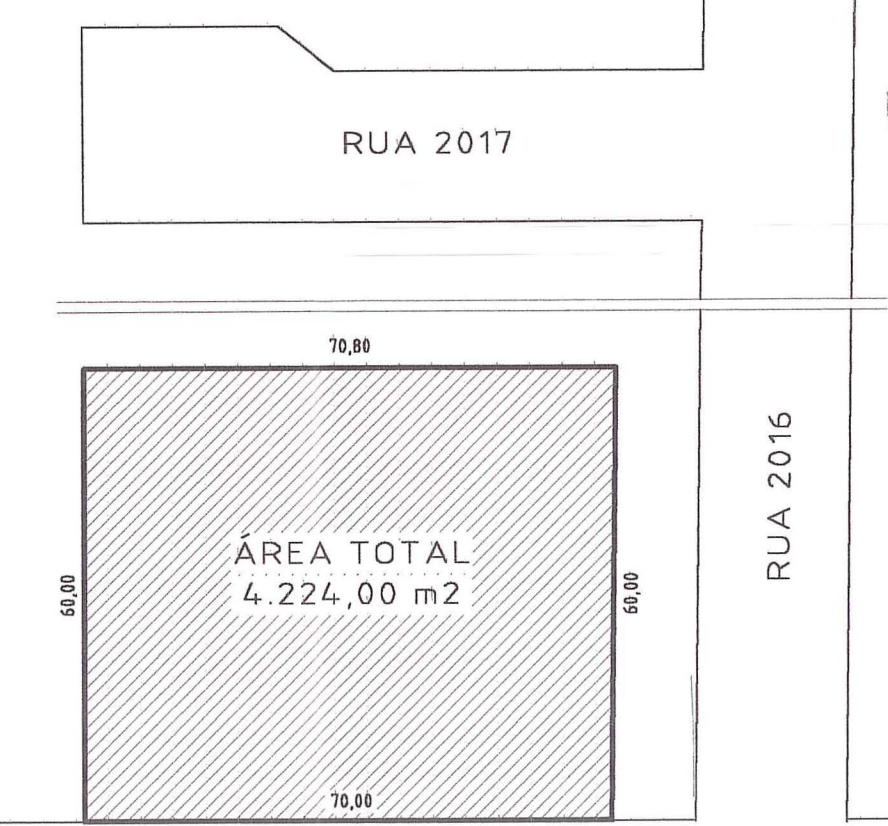 RUA 2017
70,80
RUA 2016
ÁREA TOTAL
4.224,00 m2
60,00
60,00
70,00